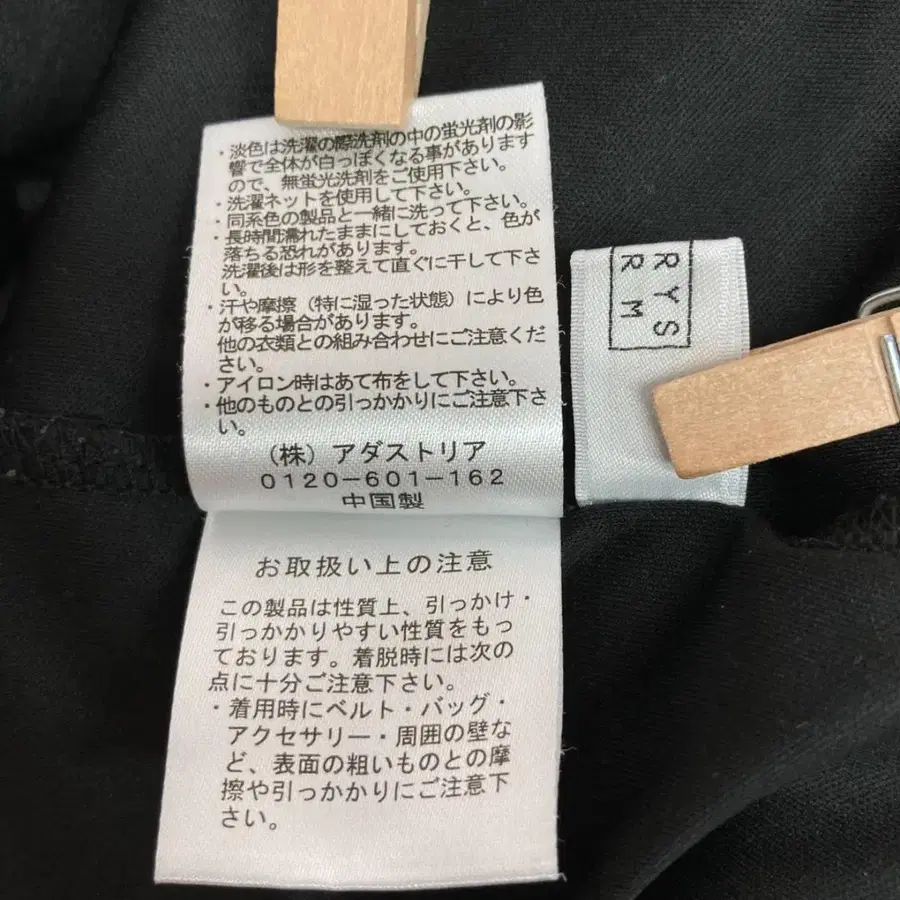 ・淡色は洗濯の際洗剤の中の蛍光剤の影
響で全体が白っぽくなる事があります
ので、無蛍光洗剤をご使用下さい。
・洗濯ネットを使用して下さい。
・同系色の製品と一緒に洗って下さい。
・長時間濡れたままにしておくと、色が
落ちる恐れがあります。
洗濯後は形を整えて直ぐに干して下さ
い。
・汗や摩擦（特に湿った状態）により色
が移る場合があります。
他の衣類との組み合わせにご注意くだ
さい。
・アイロン時はあて布をして下さい。
・他のものとの引っかかりにご注意下さ
い。
（株）アダストリア
0120-601-162
中国製
お取扱い上の注意
この製品は性質上、引っかけ・
引っかかりやすい性質をもっ
ております。着脱時には次の
点に十分ご注意下さい。
・着用時にベルト・バッグ・
アクセサリー・周囲の壁な
ど、表面の粗いものとの摩
擦や引っかかりにご注意下
さい。
RYS
RM